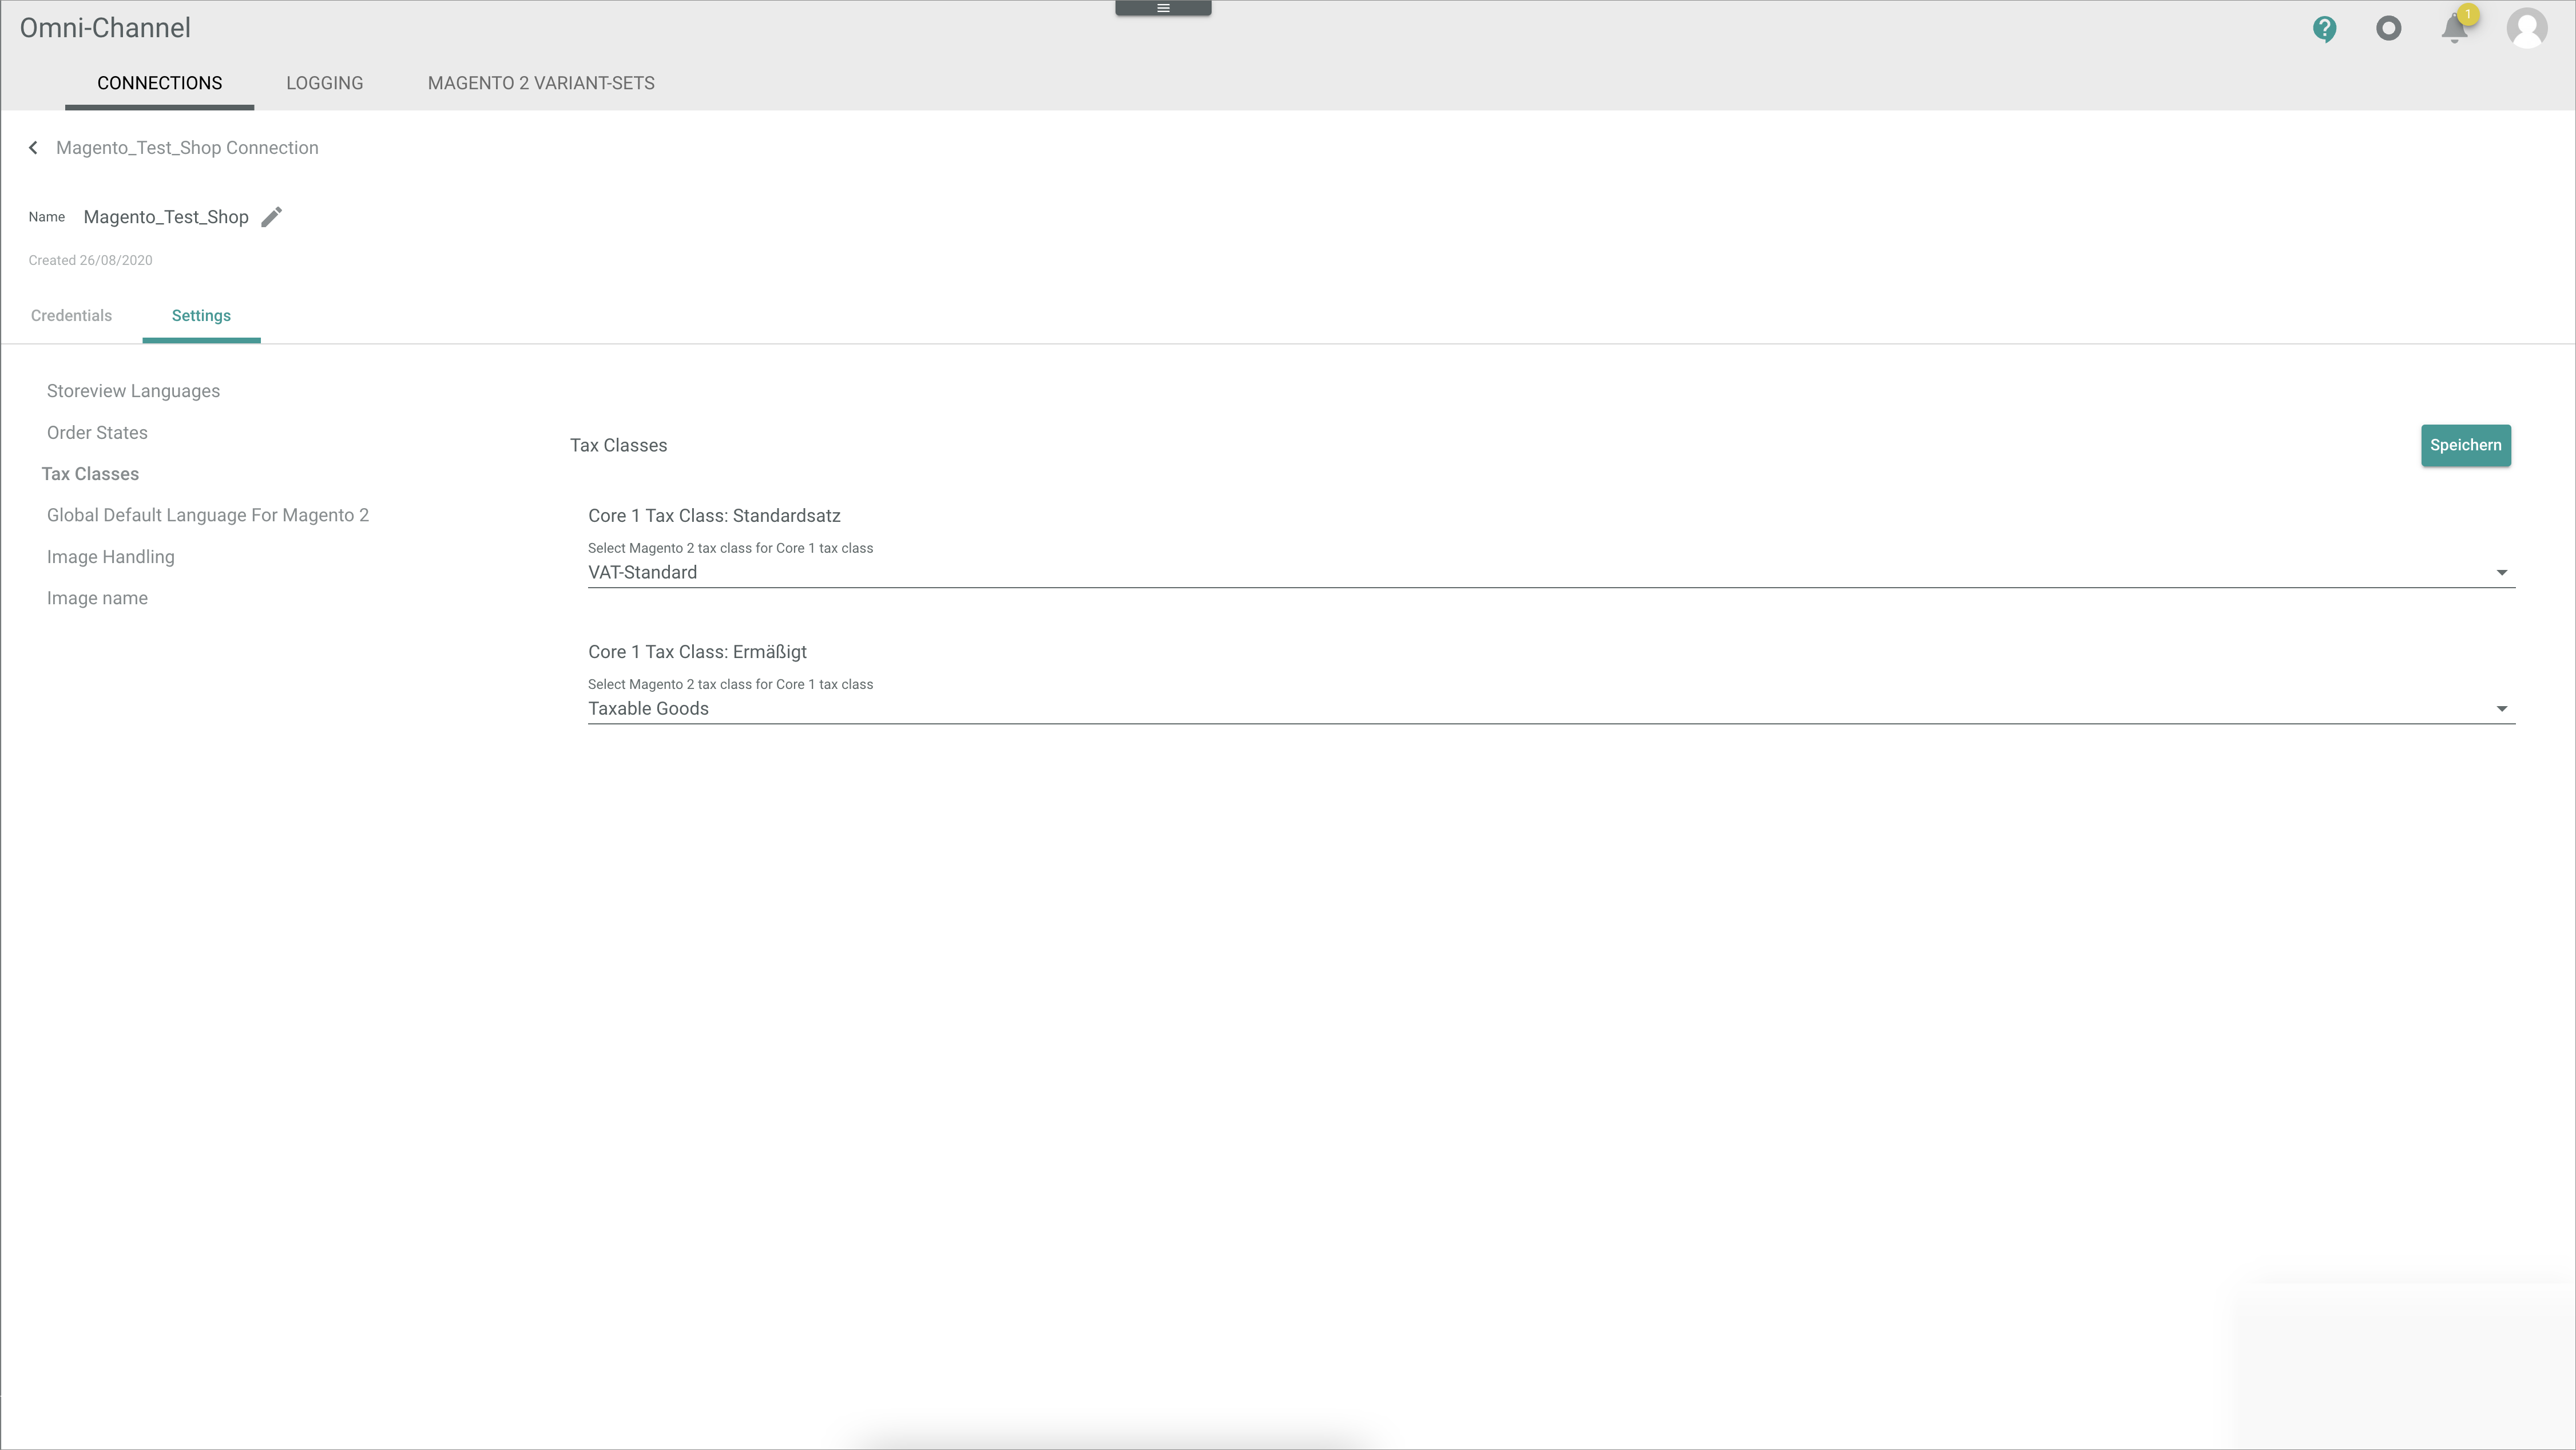 Omni-Channel
1
CONNECTIONS
LOGGING
MAGENTO 2 VARIANT-SETS
Magento_Test_Shop Connection
Name Magento_Test_Shop
Created 26/08/2020
Credentials
Settings
Storeview Languages
Order States
Tax Classes
Global Default Language For Magento 2
Image Handling
Image name
Tax Classes
Speichern
Core 1 Tax Class: Standardsatz
Select Magento 2 tax class for Core 1 tax class
VAT-Standard
Core 1 Tax Class: Ermäßigt
Select Magento 2 tax class for Core 1 tax class
Taxable Goods